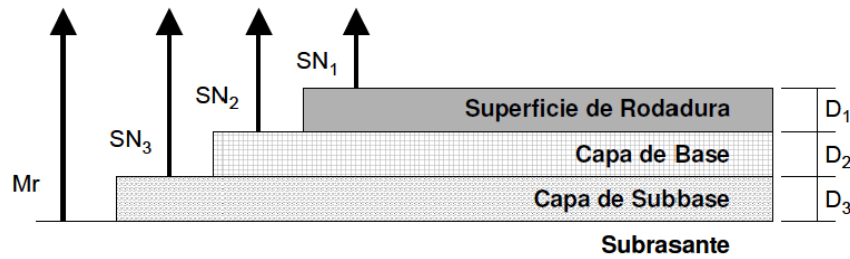 SN₁
Superficie de Rodadura
D₁
SN₂
Capa de Base
D₂
SN₃
Mr
Capa de Subbase
D₃
Subrasante